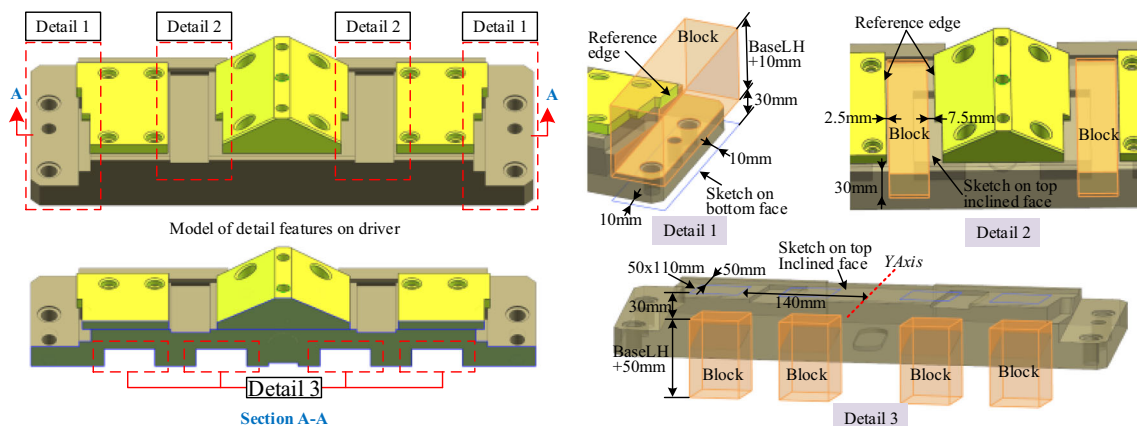 Detail 1
Detail 2
Detail 2
Detail 1
A
A
Model of detail features on driver
Detail 3
Section A-A
Reference
edge
Block
BaseLH
+10mm
30mm
10mm
10mm
Sketch on
bottom face
Detail 1
Reference edge
2.5mm
Block
7.5mm
Block
30mm
Sketch on top
inclined face
Detail 2
Sketch on top
Inclined face
YAxis
50x110mm
50mm
140mm
30mm
BaseLH
+50mm
Block
Block
Block
Block
Detail 3